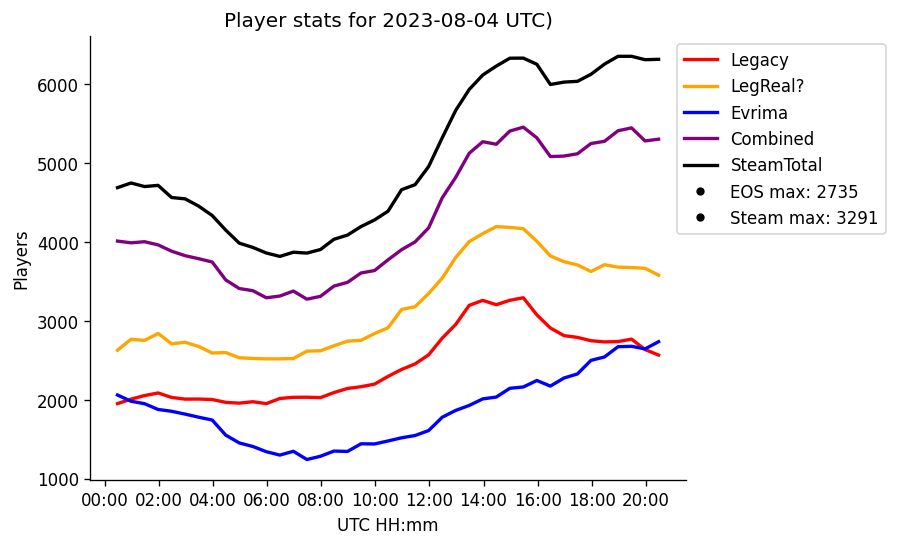 Player stats for 2023-08-04 UTC)
Players
6000
5000
4000
3000
2000
1000
00:00 02:00 04:00 06:00 08:00 10:00 12:00 14:00 16:00 18:00 20:00
UTC HH:mm
Legacy
LegReal?
Evrima
Combined
SteamTotal
EOS max: 2735
Steam max: 3291